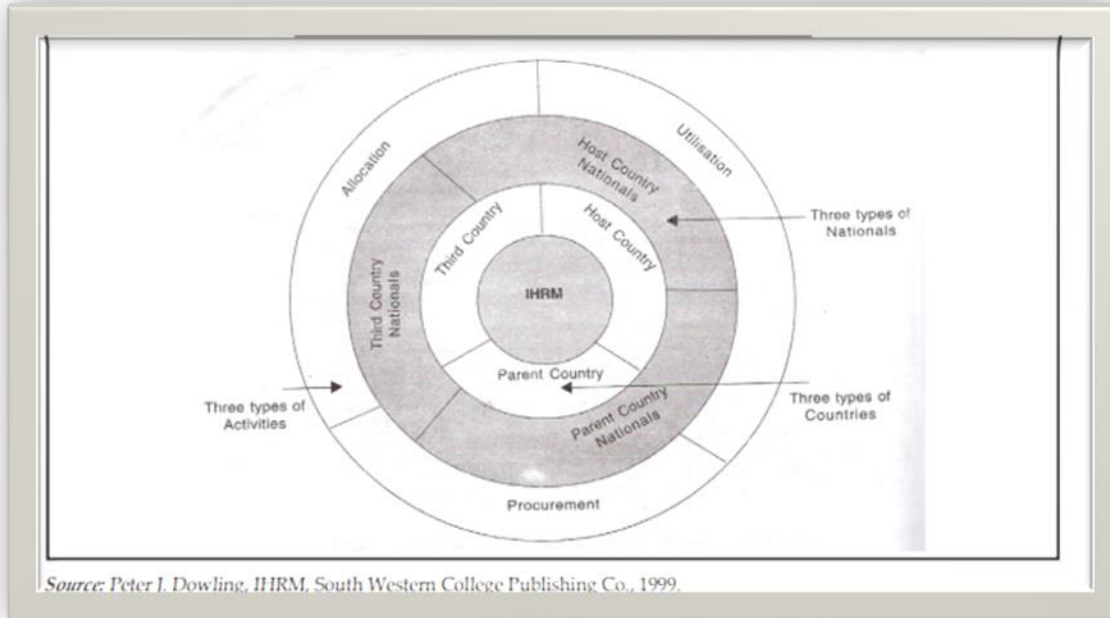 Allocation
Utilisation
Host Country
Nationals
Third Country
Host Country
Three types of
Nationals
Third Country
Nationals
IHRM
Parent Country
Three types of
Activities
Parent Country
Nationals
Three types of
Countries
Procurement
Source: Peter J. Dowling, IHRM, South Western College Publishing Co., 1999.